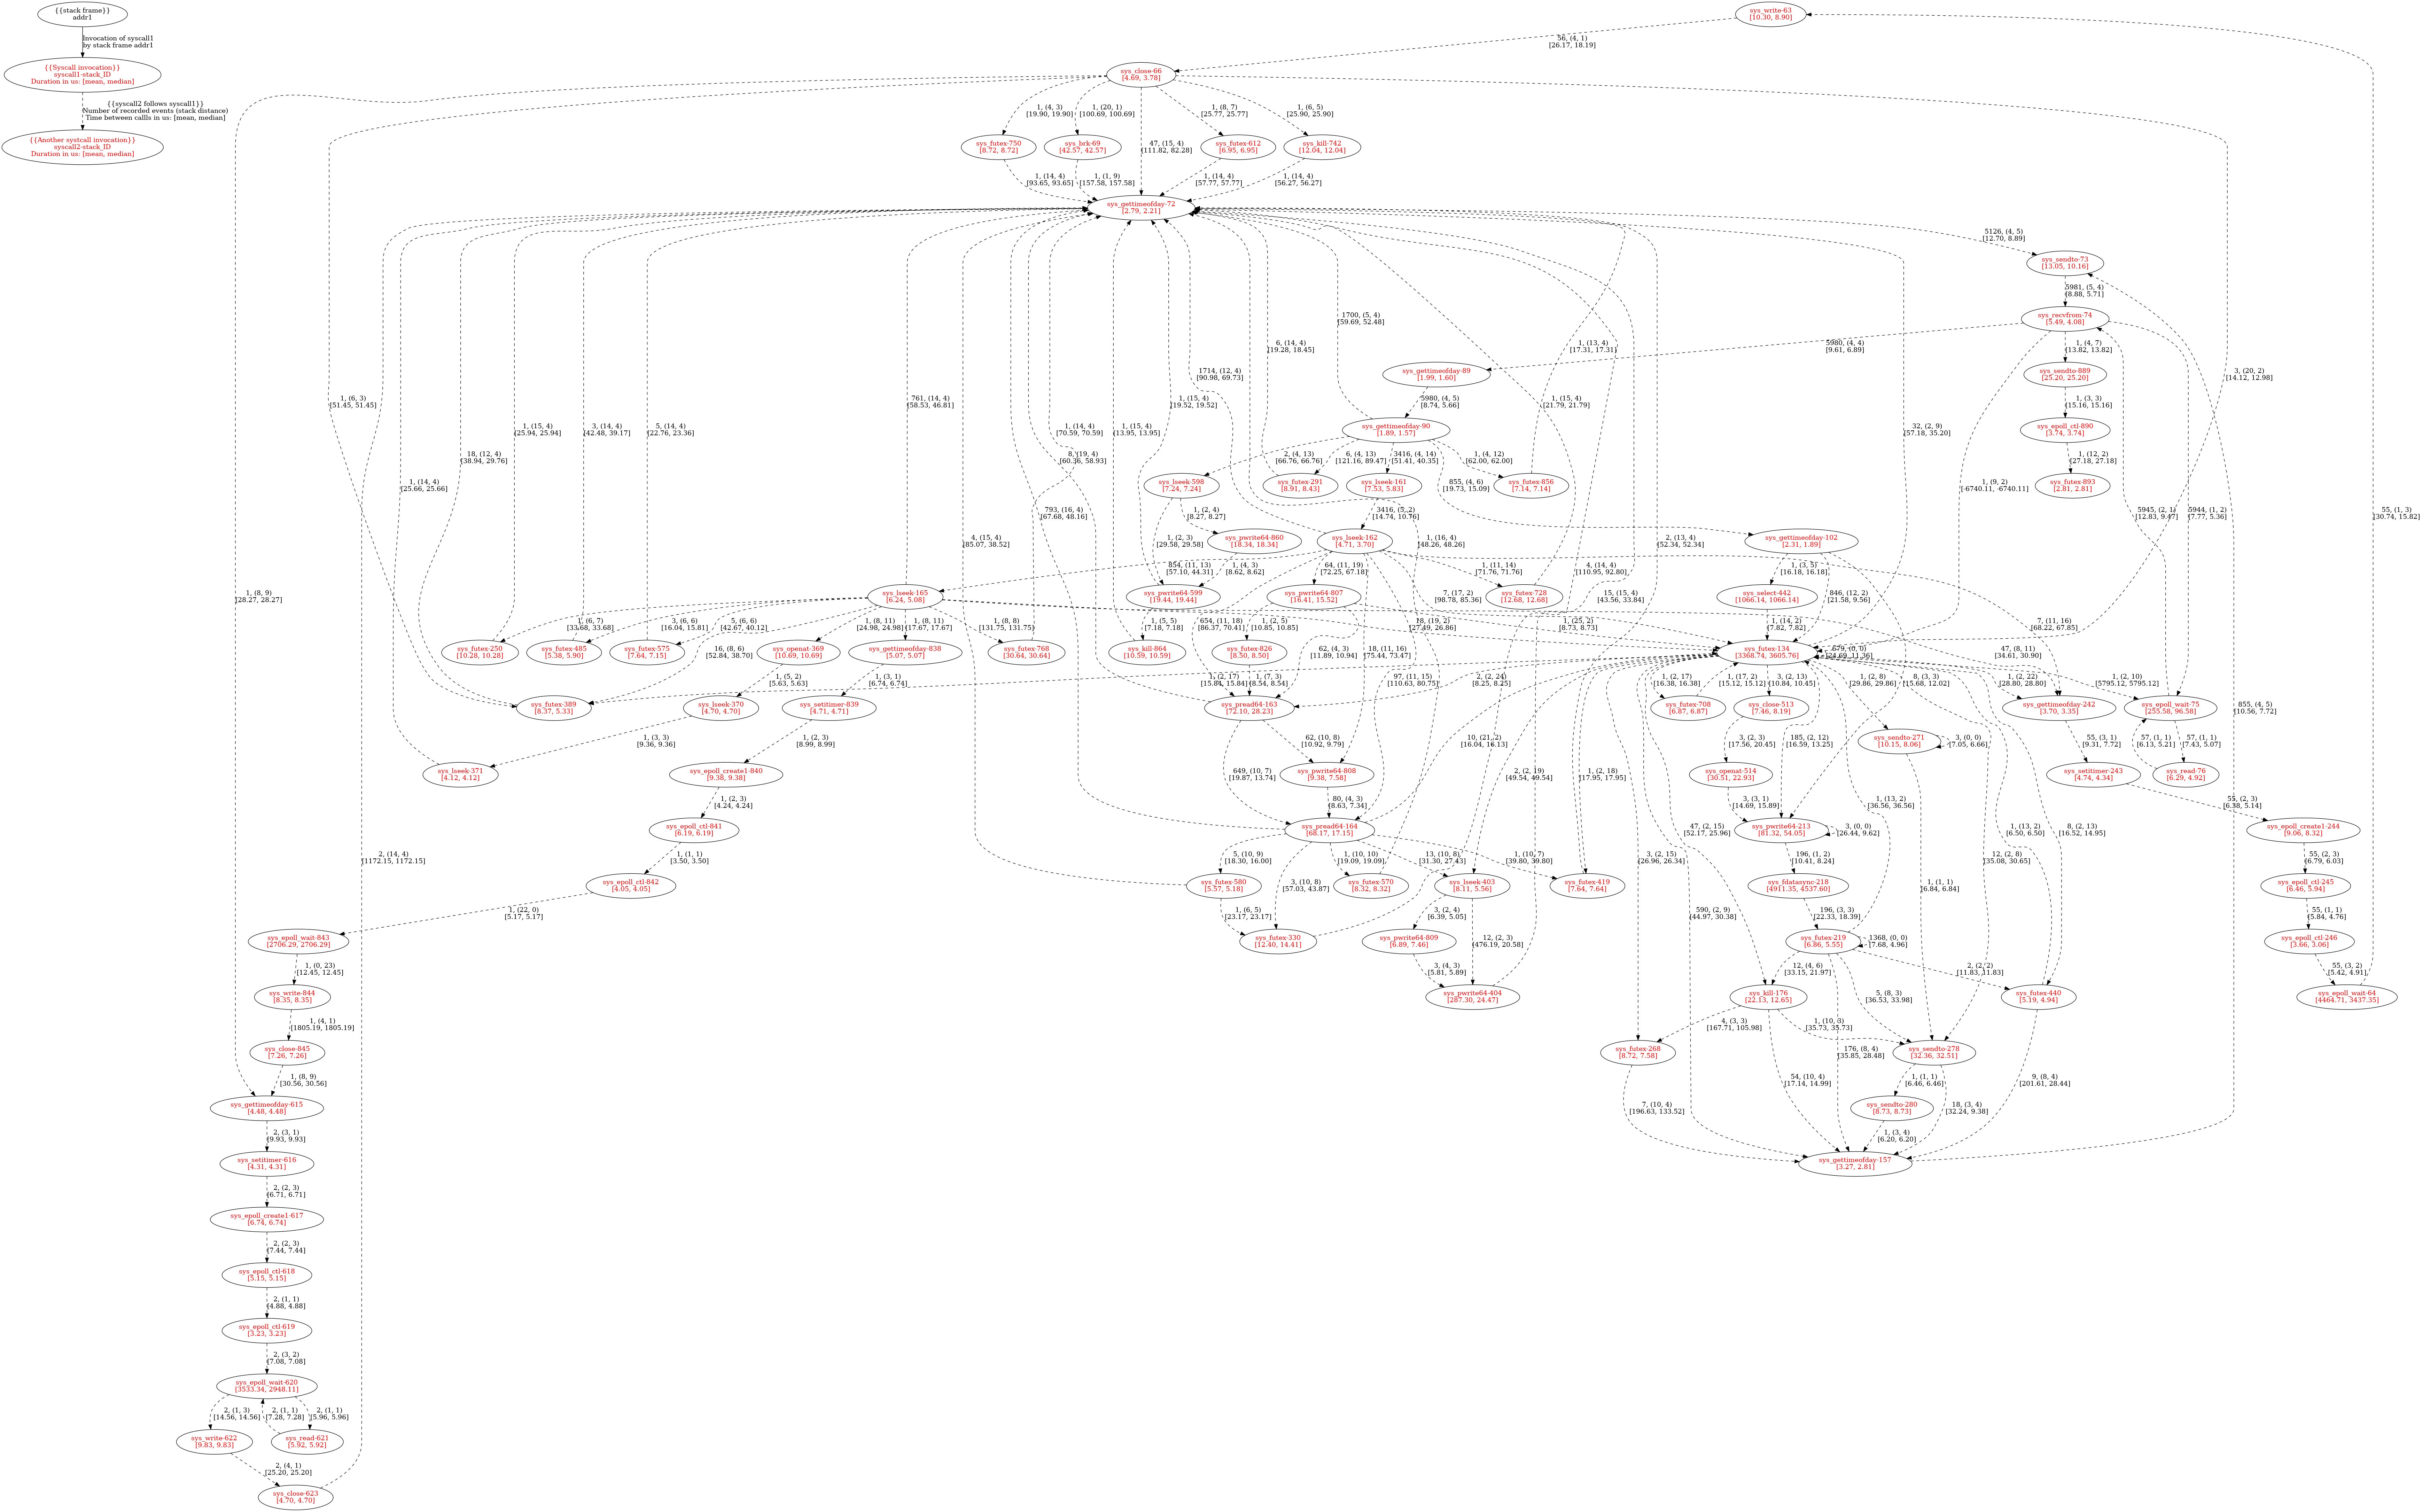 {{stack frame}}
addr1
Invocation of syscall1
by stack frame addr1
{{Syscall invocation}}
syscall1-stack_ID
Duration in us: [mean, median]
{{syscall2 follows syscall1}}
Number of recorded events (stack distance)
Time between callls in us: [mean, median]
{{Another systcall invocation}}
syscall2-stack_ID
Duration in us: [mean, median]
sys_write-63
[10.30, 8.90]
56, (4, 1)
[26.17, 18.19]
sys_close-66
[4.69, 3.78]
1, (4, 3)
[19.90, 19.90]
1, (20, 1)
[100.69, 100.69]
1, (8, 7)
[25.77, 25.77]
1, (6, 5)
[25.90, 25.90]
sys_futex-750
[8.72, 8.72]
sys_brk-69
[42.57, 42.57]
47, (15, 4)
[111.82, 82.28]
sys_futex-612
[6.95, 6.95]
sys_kill-742
[12.04, 12.04]
1, (14, 4)
[93.65, 93.65]
1, (1, 9)
[157.58, 157.58]
1, (14, 4)
[57.77, 57.77]
1, (14, 4)
[56.27, 56.27]
sys_gettimeofday-72
[2.79, 2.21]
5126, (4, 5)
[12.70, 8.89]
sys_sendto-73
[13.05, 10.16]
5981, (5, 4)
[8.88, 5.71]
sys_recvfrom-74
[5.49, 4.08]
1700, (5, 4)
[59.69, 52.48]
6, (14, 4)
[19.28, 18.45]
1, (13, 4)
[17.31, 17.31]
5980, (4, 4)
[9.61, 6.89]
1, (4, 7)
[13.82, 13.82]
3, (20, 2)
[14.12, 12.98]
32, (2, 9)
[57.18, 35.20]
sys_gettimeofday-89
[1.99, 1.60]
sys_sendto-889
[25.20, 25.20]
1714, (12, 4)
[90.98, 69.73]
5980, (4, 5)
[8.74, 5.66]
1, (3, 3)
[15.16, 15.16]
1, (6, 3)
[51.45, 51.45]
761, (14, 4)
[58.53, 46.81]
1, (15, 4)
[19.52, 19.52]
1, (15, 4)
[21.79, 21.79]
sys_gettimeofday-90
[1.89, 1.57]
sys_epoll_ctl-890
[3.74, 3.74]
1, (15, 4)
[25.94, 25.94]
3, (14, 4)
[42.48, 39.17]
5, (14, 4)
[22.76, 23.36]
1, (14, 4)
[70.59, 70.59]
1, (15, 4)
[13.95, 13.95]
18, (12, 4)
[38.94, 29.76]
8, (19, 4)
[60.36, 58.93]
2, (4, 13)
[66.76, 66.76]
6, (4, 13)
[121.16, 89.47]
3416, (4, 14)
[51.41, 40.35]
1, (4, 12)
[62.00, 62.00]
855, (4, 6)
[19.73, 15.09]
1, (12, 2)
[27.18, 27.18]
1, (14, 4)
[25.66, 25.66]
sys_lseek-598
[7.24, 7.24]
sys_futex-291
[8.91, 8.43]
sys_lseek-161
[7.53, 5.83]
sys_futex-856
[7.14, 7.14]
1, (9, 2)
[-6740.11, -6740.11]
sys_futex-893
[2.81, 2.81]
793, (16, 4)
[67.68, 48.16]
1, (2, 4)
[8.27, 8.27]
3416, (5, 2)
[14.74, 10.76]
5945, (2, 1)
[12.83, 9.47]
5944, (1, 2)
[7.77, 5.36]
55, (1, 3)
[30.74, 15.82]
4, (15, 4)
[85.07, 38.52]
1, (2, 3)
[29.58, 29.58]
sys_pwrite64-860
[18.34, 18.34]
1, (16, 4)
[48.26, 48.26]
sys_lseek-162
[4.71, 3.70]
2, (13, 4)
[52.34, 52.34]
sys_gettimeofday-102
[2.31, 1.89]
854, (11, 13)
[57.10, 44.31]
1, (4, 3)
[8.62, 8.62]
64, (11, 19)
[72.25, 67.18]
1, (11, 14)
[71.76, 71.76]
4, (14, 4)
[110.95, 92.80]
1, (3, 5)
[16.18, 16.18]
1, (8, 9)
[28.27, 28.27]
sys_lseek-165
[6.24, 5.08]
sys_pwrite64-599
[19.44, 19.44]
sys_pwrite64-807
[16.41, 15.52]
7, (17, 2)
[98.78, 85.36]
sys_futex-728
[12.68, 12.68]
15, (15, 4)
[43.56, 33.84]
sys_select-442
[1066.14, 1066.14]
846, (12, 2)
[21.58, 9.56]
1, (6, 7)
[33.68, 33.68]
3, (6, 6)
[16.04, 15.81]
5, (6, 6)
[42.67, 40.12]
1, (8, 11)
[24.98, 24.98]
1, (8, 11)
[17.67, 17.67]
1, (8, 8)
[131.75, 131.75]
1, (5, 5)
[7.18, 7.18]
654, (11, 18)
[86.37, 70.41]
1, (2, 5)
[10.85, 10.85]
18, (19, 2)
[27.49, 26.86]
1, (25, 2)
[8.73, 8.73]
1, (14, 2)
[7.82, 7.82]
7, (11, 16)
[68.22, 67.85]
855, (4, 5)
[10.56, 7.72]
sys_futex-250
[10.28, 10.28]
sys_futex-485
[5.38, 5.90]
sys_futex-575
[7.64, 7.15]
16, (8, 6)
[52.84, 38.70]
sys_openat-369
[10.69, 10.69]
sys_gettimeofday-838
[5.07, 5.07]
sys_futex-768
[30.64, 30.64]
sys_kill-864
[10.59, 10.59]
sys_futex-826
[8.50, 8.50]
62, (4, 3)
[11.89, 10.94]
18, (11, 16)
[75.44, 73.47]
sys_futex-134
[3368.74, 3605.76]
679, (0, 0)
[24.69, 11.36]
47, (8, 11)
[34.61, 30.90]
1, (5, 2)
[5.63, 5.63]
1, (3, 1)
[6.74, 6.74]
1, (2, 17)
[15.84, 15.84]
1, (7, 3)
[8.54, 8.54]
97, (11, 15)
[110.63, 80.75]
2, (2, 24)
[8.25, 8.25]
1, (2, 17)
[16.38, 16.38]
1, (17, 2)
[15.12, 15.12]
3, (2, 13)
[10.84, 10.45]
1, (2, 8)
[29.86, 29.86]
8, (3, 3)
[15.68, 12.02]
1, (2, 22)
[28.80, 28.80]
1, (2, 10)
[5795.12, 5795.12]
sys_futex-389
[8.37, 5.33]
sys_lseek-370
[4.70, 4.70]
sys_setitimer-839
[4.71, 4.71]
sys_pread64-163
[72.10, 28.23]
sys_futex-708
[6.87, 6.87]
sys_close-513
[7.46, 8.19]
sys_gettimeofday-242
[3.70, 3.35]
sys_epoll_wait-75
[255.58, 96.58]
1, (3, 3)
[9.36, 9.36]
1, (2, 3)
[8.99, 8.99]
62, (10, 8)
[10.92, 9.79]
10, (21, 2)
[16.04, 16.13]
3, (2, 3)
[17.56, 20.45]
185, (2, 12)
[16.59, 13.25]
sys_sendto-271
[10.15, 8.06]
3, (0, 0)
[7.05, 6.66]
55, (3, 1)
[9.31, 7.72]
57, (1, 1)
[6.13, 5.21]
57, (1, 1)
[7.43, 5.07]
sys_lseek-371
[4.12, 4.12]
sys_epoll_create1-840
[9.38, 9.38]
649, (10, 7)
[19.87, 13.74]
sys_pwrite64-808
[9.38, 7.58]
2, (2, 19)
[49.54, 49.54]
1, (2, 18)
[17.95, 17.95]
sys_openat-514
[30.51, 22.93]
1, (13, 2)
[36.56, 36.56]
sys_setitimer-243
[4.74, 4.34]
sys_read-76
[6.29, 4.92]
1, (2, 3)
[4.24, 4.24]
80, (4, 3)
[8.63, 7.34]
3, (3, 1)
[14.69, 15.89]
55, (2, 3)
[6.38, 5.14]
sys_epoll_ctl-841
[6.19, 6.19]
sys_pread64-164
[68.17, 17.15]
47, (2, 15)
[52.17, 25.96]
sys_pwrite64-213
[81.32, 54.05]
3, (0, 0)
[26.44, 9.62]
1, (13, 2)
[6.50, 6.50]
8, (2, 13)
[16.52, 14.95]
sys_epoll_create1-244
[9.06, 8.32]
2, (14, 4)
[1172.15, 1172.15]
1, (1, 1)
[3.50, 3.50]
5, (10, 9)
[18.30, 16.00]
3, (10, 8)
[57.03, 43.87]
1, (10, 10)
[19.09, 19.09]
13, (10, 8)
[31.30, 27.43]
1, (10, 7)
[39.80, 39.80]
3, (2, 15)
[26.96, 26.34]
196, (1, 2)
[10.41, 8.24]
12, (2, 8)
[35.08, 30.65]
55, (2, 3)
[6.79, 6.03]
sys_epoll_ctl-842
[4.05, 4.05]
sys_futex-580
[5.57, 5.18]
sys_futex-570
[8.32, 8.32]
sys_lseek-403
[8.11, 5.56]
sys_futex-419
[7.64, 7.64]
sys_fdatasync-218
[4911.35, 4537.60]
1, (1, 1)
[6.84, 6.84]
sys_epoll_ctl-245
[6.46, 5.94]
1, (22, 0)
[5.17, 5.17]
1, (6, 5)
[23.17, 23.17]
3, (2, 4)
[6.39, 5.05]
590, (2, 9)
[44.97, 30.38]
196, (3, 3)
[22.33, 18.39]
55, (1, 1)
[5.84, 4.76]
sys_epoll_wait-843
[2706.29, 2706.29]
sys_futex-330
[12.40, 14.41]
sys_pwrite64-809
[6.89, 7.46]
12, (2, 3)
[476.19, 20.58]
sys_futex-219
[6.86, 5.55]
1368, (0, 0)
[7.68, 4.96]
sys_epoll_ctl-246
[3.66, 3.06]
1, (0, 23)
[12.45, 12.45]
3, (4, 3)
[5.81, 5.89]
12, (4, 6)
[33.15, 21.97]
2, (2, 2)
[11.83, 11.83]
55, (3, 2)
[5.42, 4.91]
sys_write-844
[8.35, 8.35]
sys_pwrite64-404
[287.30, 24.47]
sys_kill-176
[22.13, 12.65]
5, (8, 3)
[36.53, 33.98]
sys_futex-440
[5.19, 4.94]
sys_epoll_wait-64
[4464.71, 3437.35]
1, (4, 1)
[1805.19, 1805.19]
4, (3, 3)
[167.71, 105.98]
1, (10, 3)
[35.73, 35.73]
sys_close-845
[7.26, 7.26]
sys_futex-268
[8.72, 7.58]
176, (8, 4)
[35.85, 28.48]
sys_sendto-278
[32.36, 32.51]
1, (8, 9)
[30.56, 30.56]
54, (10, 4)
[17.14, 14.99]
1, (1, 1)
[6.46, 6.46]
9, (8, 4)
[201.61, 28.44]
sys_gettimeofday-615
[4.48, 4.48]
7, (10, 4)
[196.63, 133.52]
sys_sendto-280
[8.73, 8.73]
18, (3, 4)
[32.24, 9.38]
2, (3, 1)
[9.93, 9.93]
1, (3, 4)
[6.20, 6.20]
sys_setitimer-616
[4.31, 4.31]
sys_gettimeofday-157
[3.27, 2.81]
2, (2, 3)
[6.71, 6.71]
sys_epoll_create1-617
[6.74, 6.74]
2, (2, 3)
[7.44, 7.44]
sys_epoll_ctl-618
[5.15, 5.15]
2, (1, 1)
[4.88, 4.88]
sys_epoll_ctl-619
[3.23, 3.23]
2, (3, 2)
[7.08, 7.08]
sys_epoll_wait-620
[3533.34, 2948.11]
2, (1, 3)
[14.56, 14.56]
2, (1, 1)
[7.28, 7.28]
2, (1, 1)
[5.96, 5.96]
sys_write-622
[9.83, 9.83]
sys_read-621
[5.92, 5.92]
2, (4, 1)
[25.20, 25.20]
sys_close-623
[4.70, 4.70]